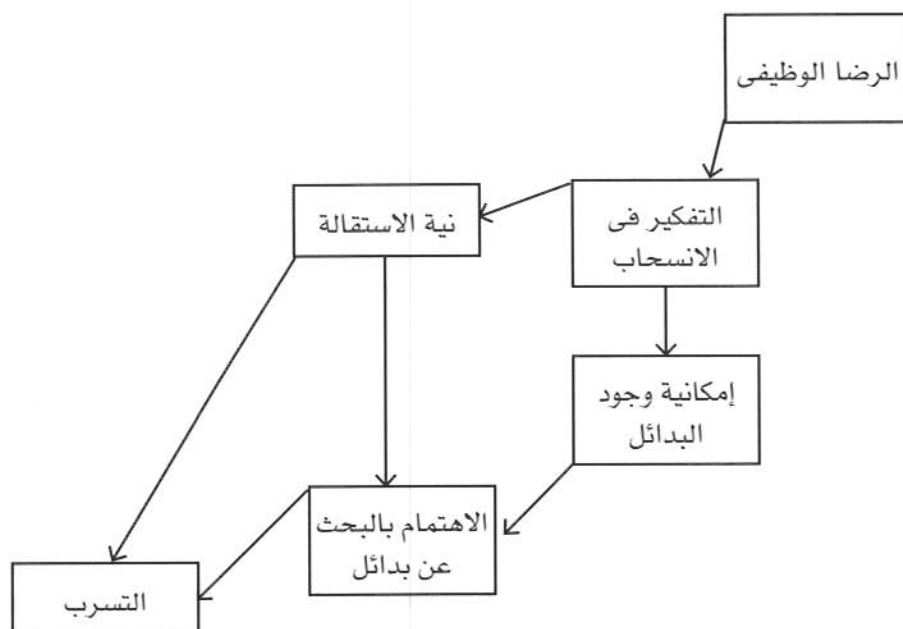 الرضا الوظيفى
التفكير فى
الانسحاب
نية الاستقالة
إمكانية وجود
البدائل
الاهتمام بالبحث
عن بدائل
التسرب